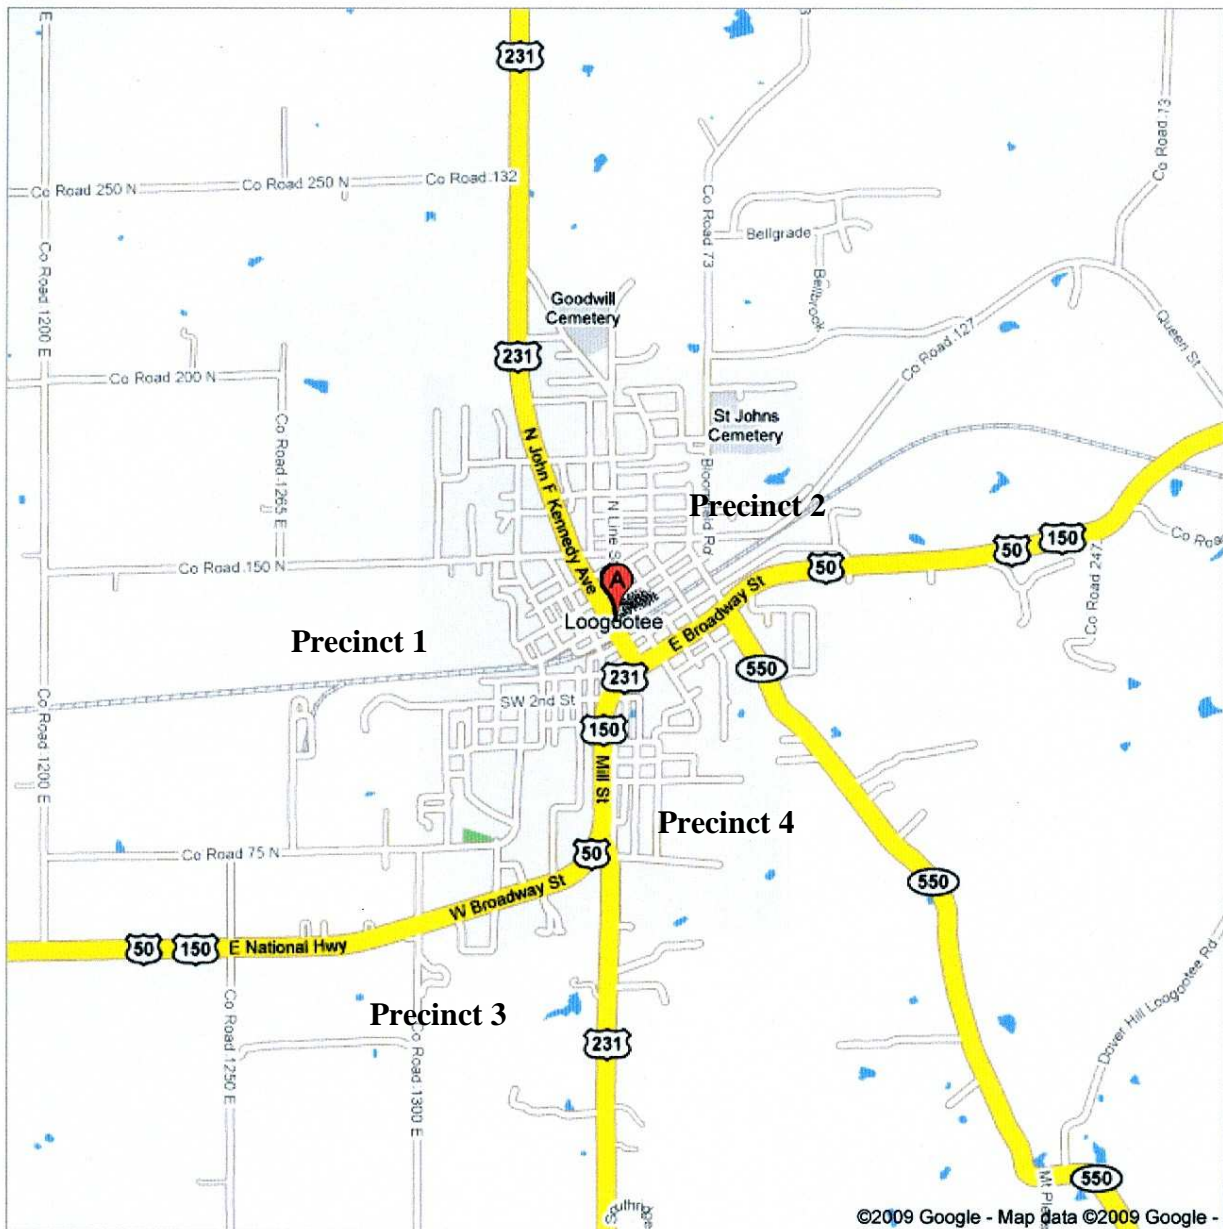 231
Co Road 250 N
Co Road 250 N
Co Road 132
Co Road 73
Co Road 73
Bellgrade
Bellbrook
Co Road 1200 E
Goodwill
Cemetery
231
Co Road 127
Queen St
Co Road 200 N
St Johns
Cemetery
Co Road 1265 E
N John F Kennedy Ave
N Line S
Bloomfield Rd
Precinct 2
50
150
50
Co Road 247
Co Road 150 N
A
Loogootee
E Broadway St
Precinct 1
231
550
SW 2nd St
150
Co Road 1200 E
Mill St
Precinct 4
50
Co Road 75 N
550
W Broadway St
50
150
E National Hwy
Dover Hill Loogootee Rd
Precinct 3
231
Co Road 1250 E
Co Road 1300 E
550
©2009 Google - Map data ©2009 Google -